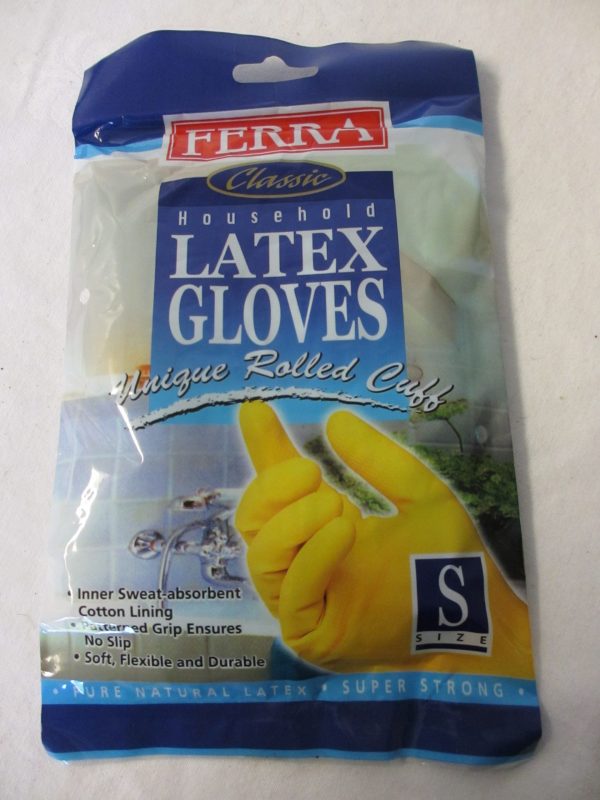 FERRA
Classic
Household
LATEX
GLOVES
Unique Rolled Cuff
• Inner Sweat-absorbent
Cotton Lining
• Patterned Grip Ensures
No Slip
• Soft, Flexible and Durable
S
SIZE
• PURE NATURAL LATEX • SUPER STRONG •